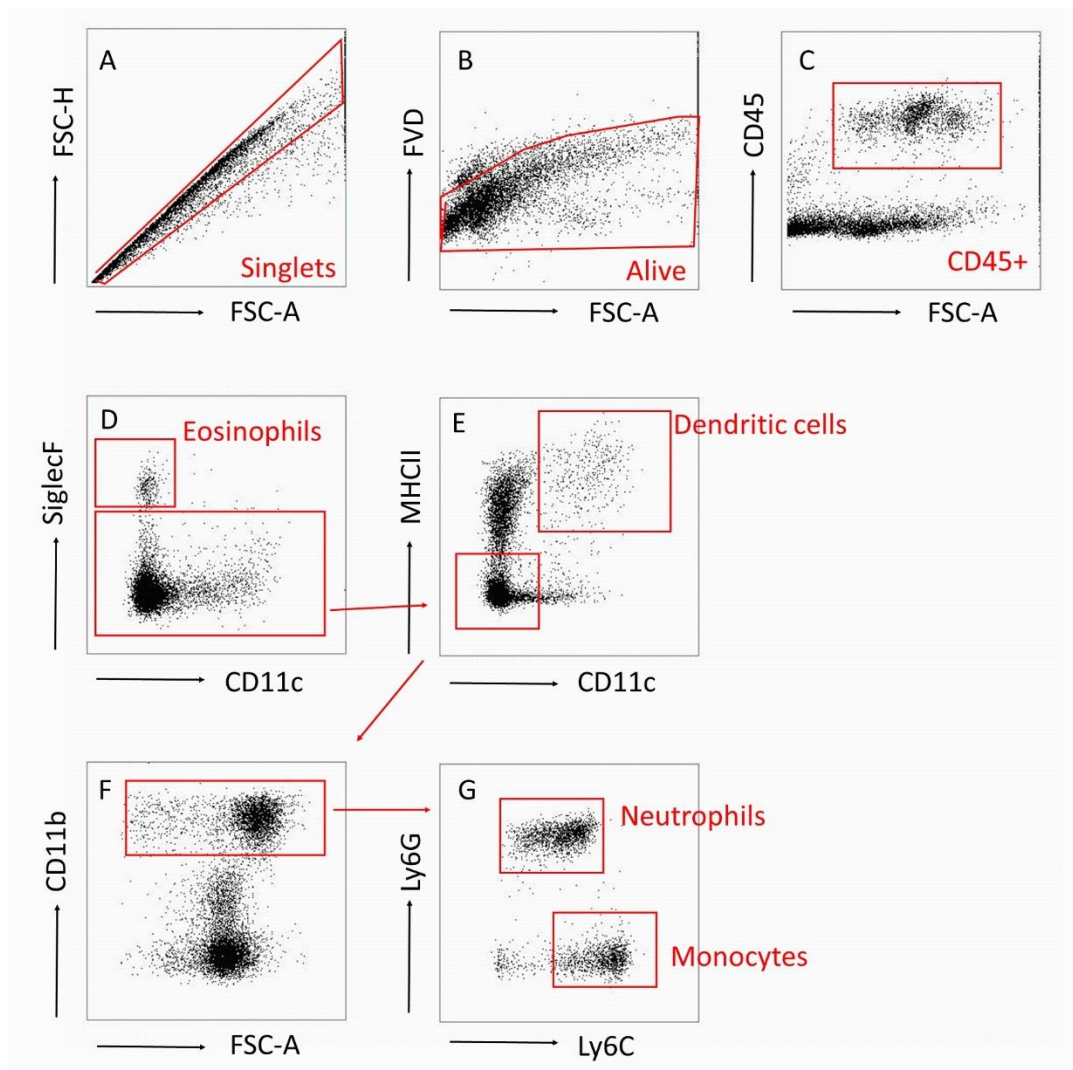 A
FSC-H
Singlets
FSC-A
B
FVD
Alive
FSC-A
C
CD45
CD45+
FSC-A
D
SiglecF
Eosinophils
CD11c
E
MHCII
Dendritic cells
CD11c
F
CD11b
FSC-A
G
Ly6G
Neutrophils
Monocytes
Ly6C